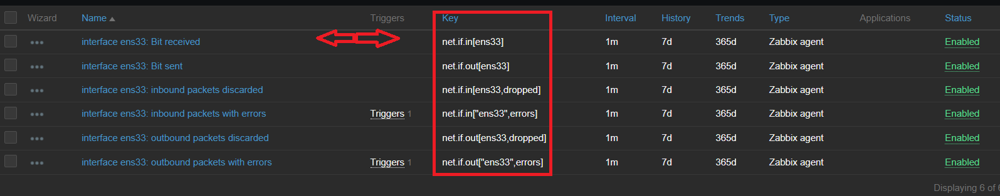 Wizard Name Triggers Key Interval History Trends Type Applications Status
interface ens33: Bit received net.if.in[ens33] 1m 7d 365d Zabbix agent Enabled
interface ens33: Bit sent net.if.out[ens33] 1m 7d 365d Zabbix agent Enabled
interface ens33: inbound packets discarded net.if.in[ens33,dropped] 1m 7d 365d Zabbix agent Enabled
interface ens33: inbound packets with errors Triggers 1 net.if.in["ens33",errors] 1m 7d 365d Zabbix agent Enabled
interface ens33: outbound packets discarded net.if.out[ens33,dropped] 1m 7d 365d Zabbix agent Enabled
interface ens33: outbound packets with errors Triggers 1 net.if.out["ens33",errors] 1m 7d 365d Zabbix agent Enabled
Displaying 6 of